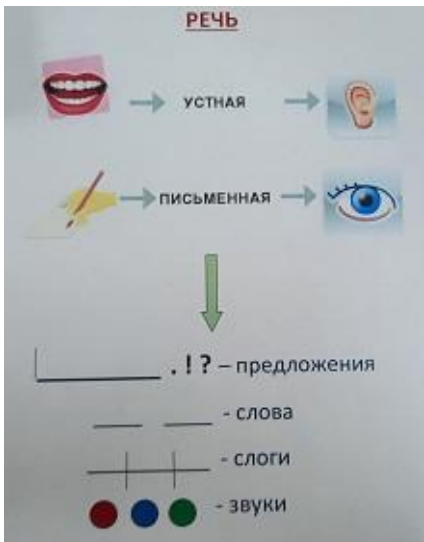 РЕЧЬ
УСТНАЯ
ПИСЬМЕННАЯ
. ! ? – предложения
- слова
- слоги
- звуки